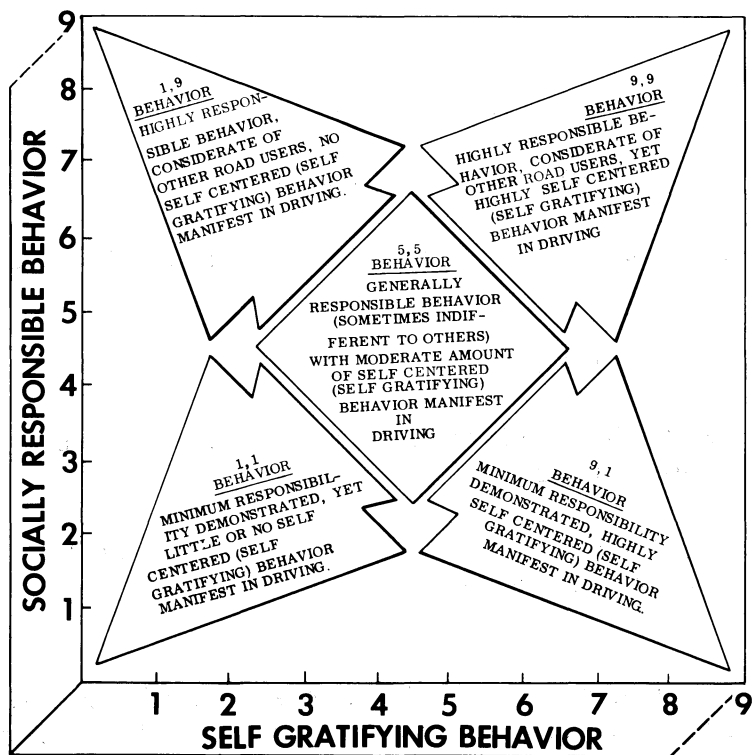 9
8
7
6
5
4
3
2
1
SOCIALLY RESPONSIBLE BEHAVIOR
1,9
BEHAVIOR
HIGHLY RESPON-
SIBLE BEHAVIOR,
CONSIDERATE OF
OTHER ROAD USERS, NO
SELF CENTERED (SELF
GRATIFYING) BEHAVIOR
MANIFEST IN DRIVING.
9,9
BEHAVIOR
HIGHLY RESPONSIBLE BE-
HAVIOR, CONSIDERATE OF
OTHER ROAD USERS, YET
HIGHLY SELF CENTERED
(SELF GRATIFYING)
BEHAVIOR MANIFEST
IN DRIVING
5,5
BEHAVIOR
GENERALLY
RESPONSIBLE BEHAVIOR
(SOMETIMES INDIF-
FERENT TO OTHERS)
WITH MODERATE AMOUNT
OF SELF CENTERED
(SELF GRATIFYING)
BEHAVIOR MANIFEST
IN
DRIVING
1,1
BEHAVIOR
MINIMUM RESPONSIBIL-
ITY DEMONSTRATED, YET
LITTLE OR NO SELF
CENTERED (SELF
GRATIFYING) BEHAVIOR
MANIFEST IN DRIVING.
9,1
BEHAVIOR
MINIMUM RESPONSIBILITY
DEMONSTRATED, HIGHLY
SELF CENTERED (SELF
GRATIFYING) BEHAVIOR
MANIFEST IN DRIVING.
1 2 3 4 5 6 7 8 9
SELF GRATIFYING BEHAVIOR